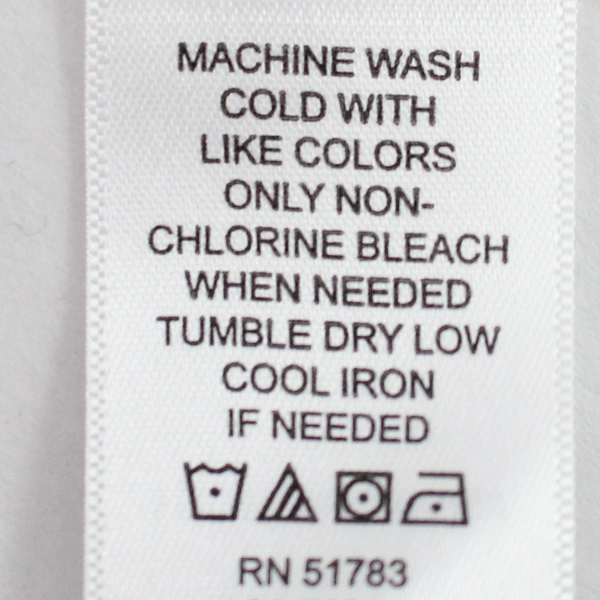 MACHINE WASH
COLD WITH
LIKE COLORS
ONLY NON-
CHLORINE BLEACH
WHEN NEEDED
TUMBLE DRY LOW
COOL IRON
IF NEEDED
RN 51783